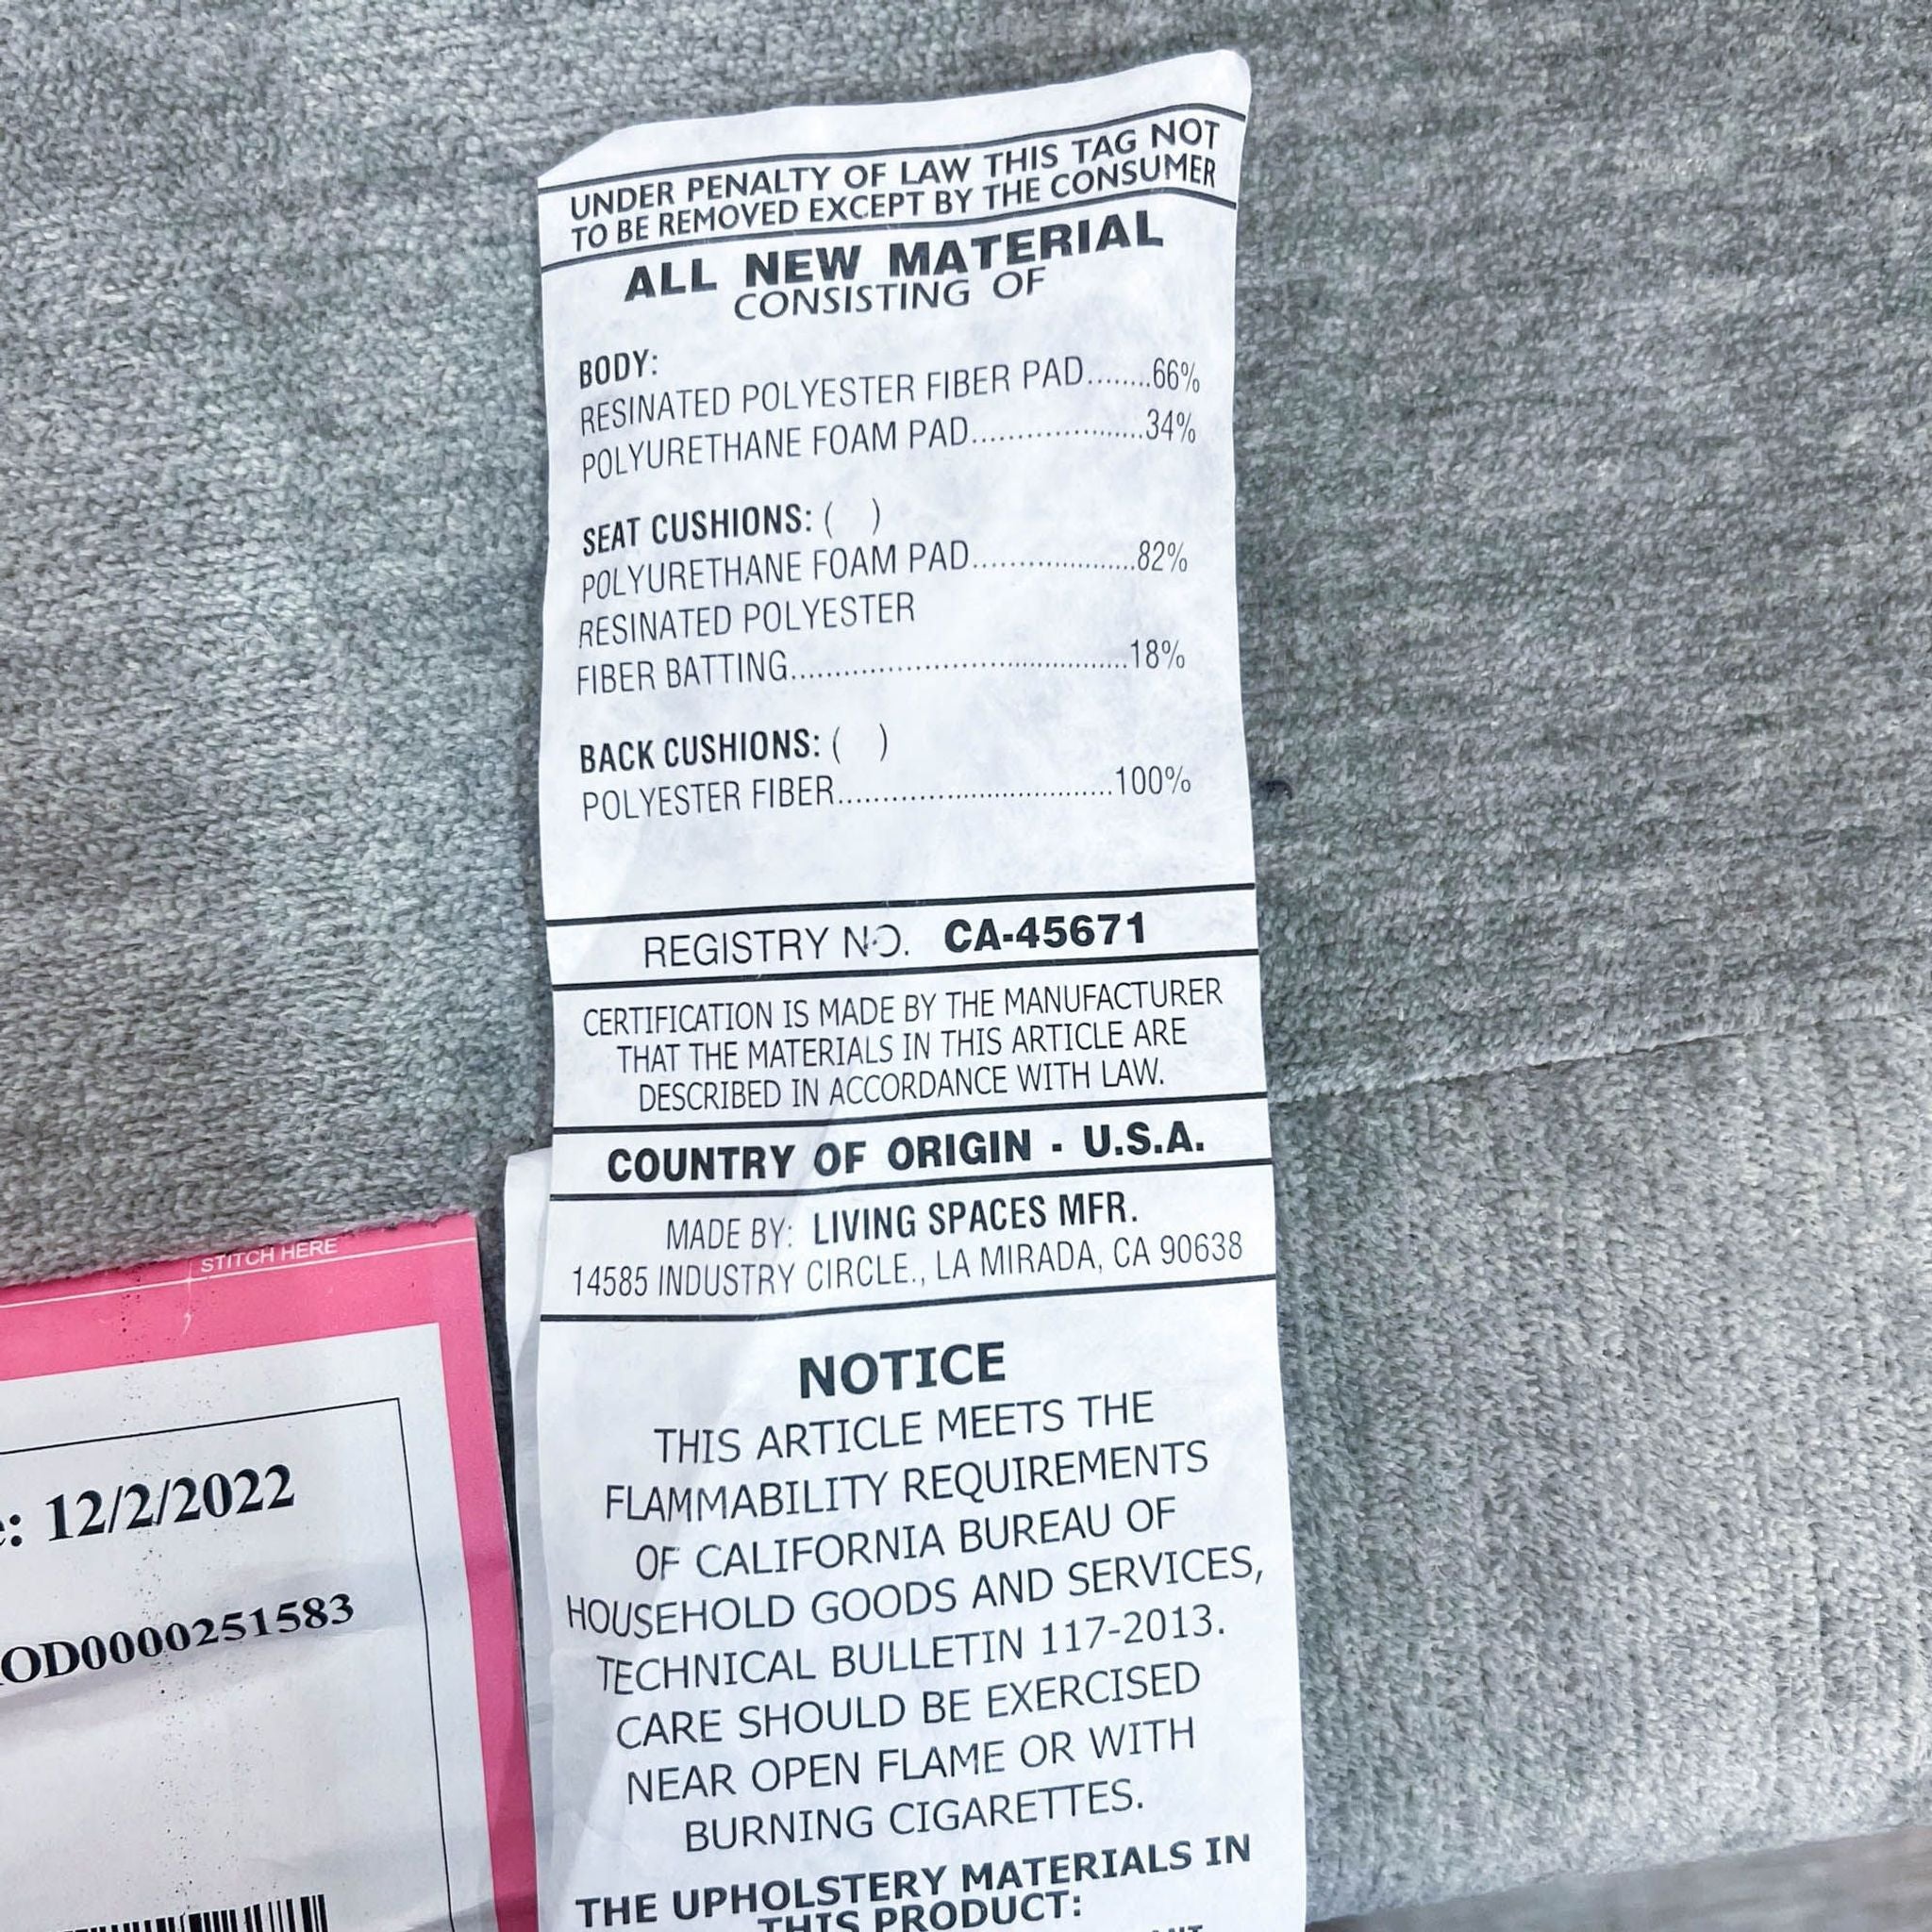 UNDER PENALTY OF LAW THIS TAG NOT
TO BE REMOVED EXCEPT BY THE CONSUMER
ALL NEW MATERIAL
CONSISTING OF
BODY:
RESINATED POLYESTER FIBER PAD........66%
POLYURETHANE FOAM PAD......................34%
SEAT CUSHIONS: ( )
POLYURETHANE FOAM PAD.....................82%
RESINATED POLYESTER
FIBER BATTING............................................18%
BACK CUSHIONS: ( )
POLYESTER FIBER....................................100%
REGISTRY NO. CA-45671
CERTIFICATION IS MADE BY THE MANUFACTURER
THAT THE MATERIALS IN THIS ARTICLE ARE
DESCRIBED IN ACCORDANCE WITH LAW.
COUNTRY OF ORIGIN - U.S.A.
MADE BY: LIVING SPACES MFR.
14585 INDUSTRY CIRCLE., LA MIRADA, CA 90638
NOTICE
THIS ARTICLE MEETS THE
FLAMMABILITY REQUIREMENTS
OF CALIFORNIA BUREAU OF
HOUSEHOLD GOODS AND SERVICES,
TECHNICAL BULLETIN 117-2013.
CARE SHOULD BE EXERCISED
NEAR OPEN FLAME OR WITH
BURNING CIGARETTES.
THE UPHOLSTERY MATERIALS IN
THIS PRODUCT:
STITCH HERE
e: 12/2/2022
OD0000251583